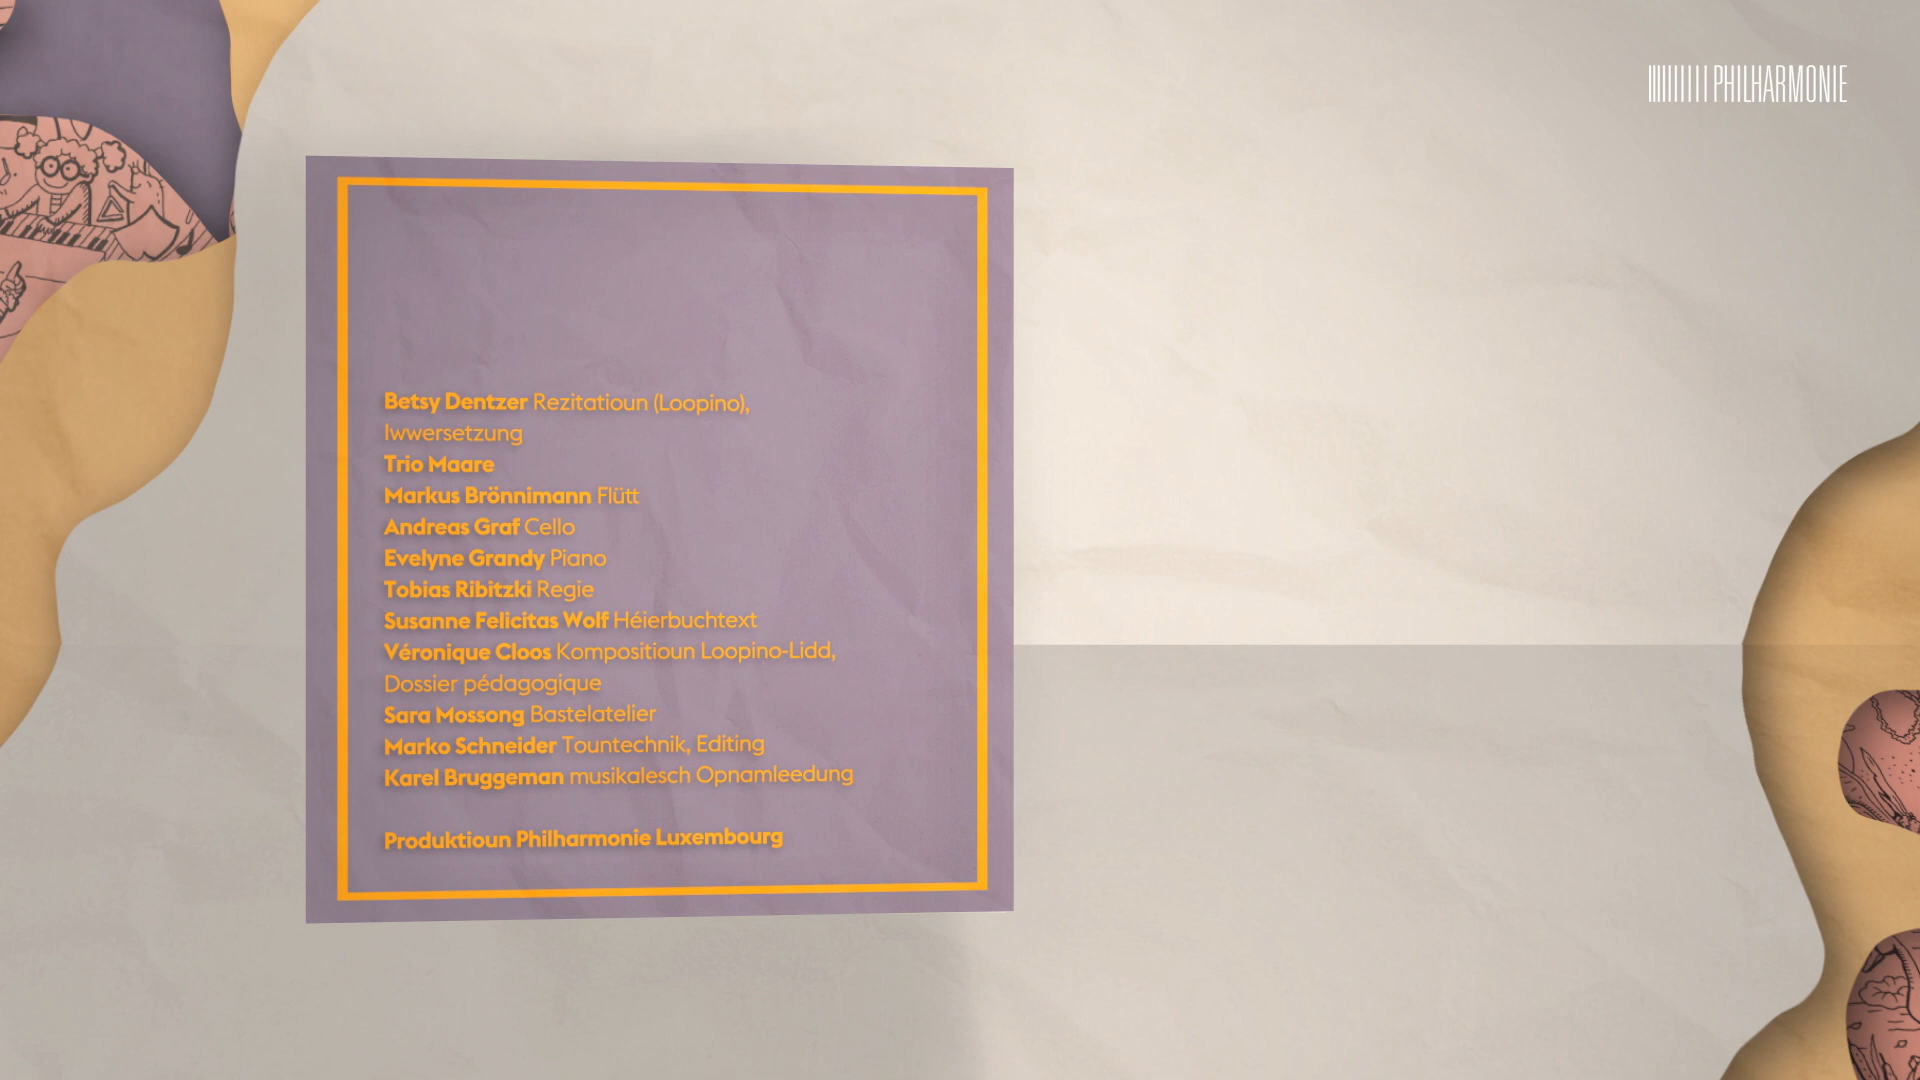 PHILHARMONIE
Betsy Dentzer Rezitatioun (Loopino),
Iwwersetzung
Trio Maare
Markus Brönnimann Flütt
Andreas Graf Cello
Evelyne Grandy Piano
Tobias Ribitzki Regie
Susanne Felicitas Wolf Héierbuchtext
Véronique Cloos Kompositioun Loopino-Lidd,
Dossier pédagogique
Sara Mossong Bastelatelier
Marko Schneider Tountechnik, Editing
Karel Bruggeman musikalesch Opnamleedung
Produktioun Philharmonie Luxembourg